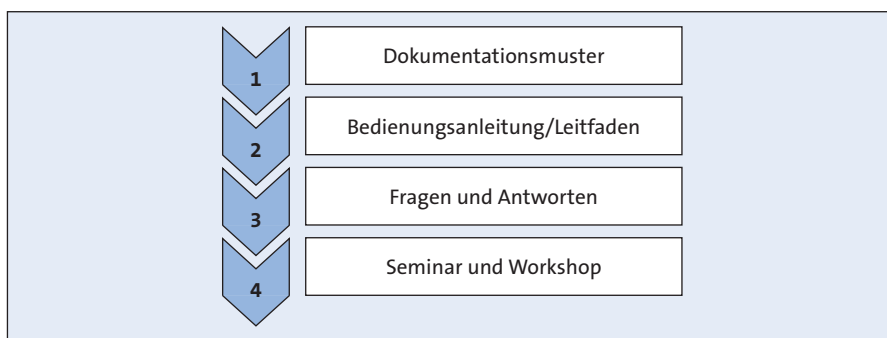 1
Dokumentationsmuster
2
Bedienungsanleitung/Leitfaden
3
Fragen und Antworten
4
Seminar und Workshop